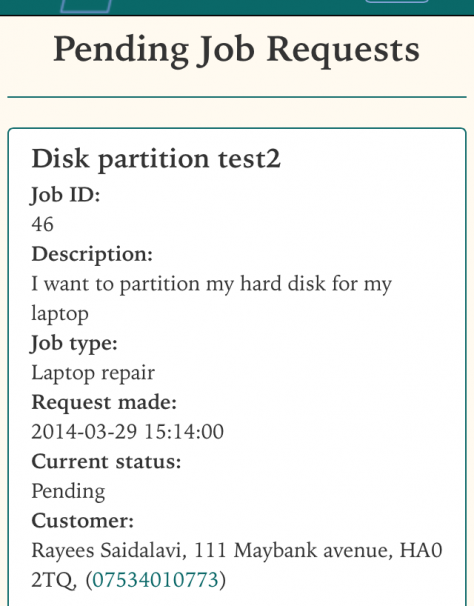 Pending Job Requests
Disk partition test2
Job ID:
46
Description:
I want to partition my hard disk for my
laptop
Job type:
Laptop repair
Request made:
2014-03-29 15:14:00
Current status:
Pending
Customer:
Rayees Saidalavi, 111 Maybank avenue, HA0
2TQ, (07534010773)